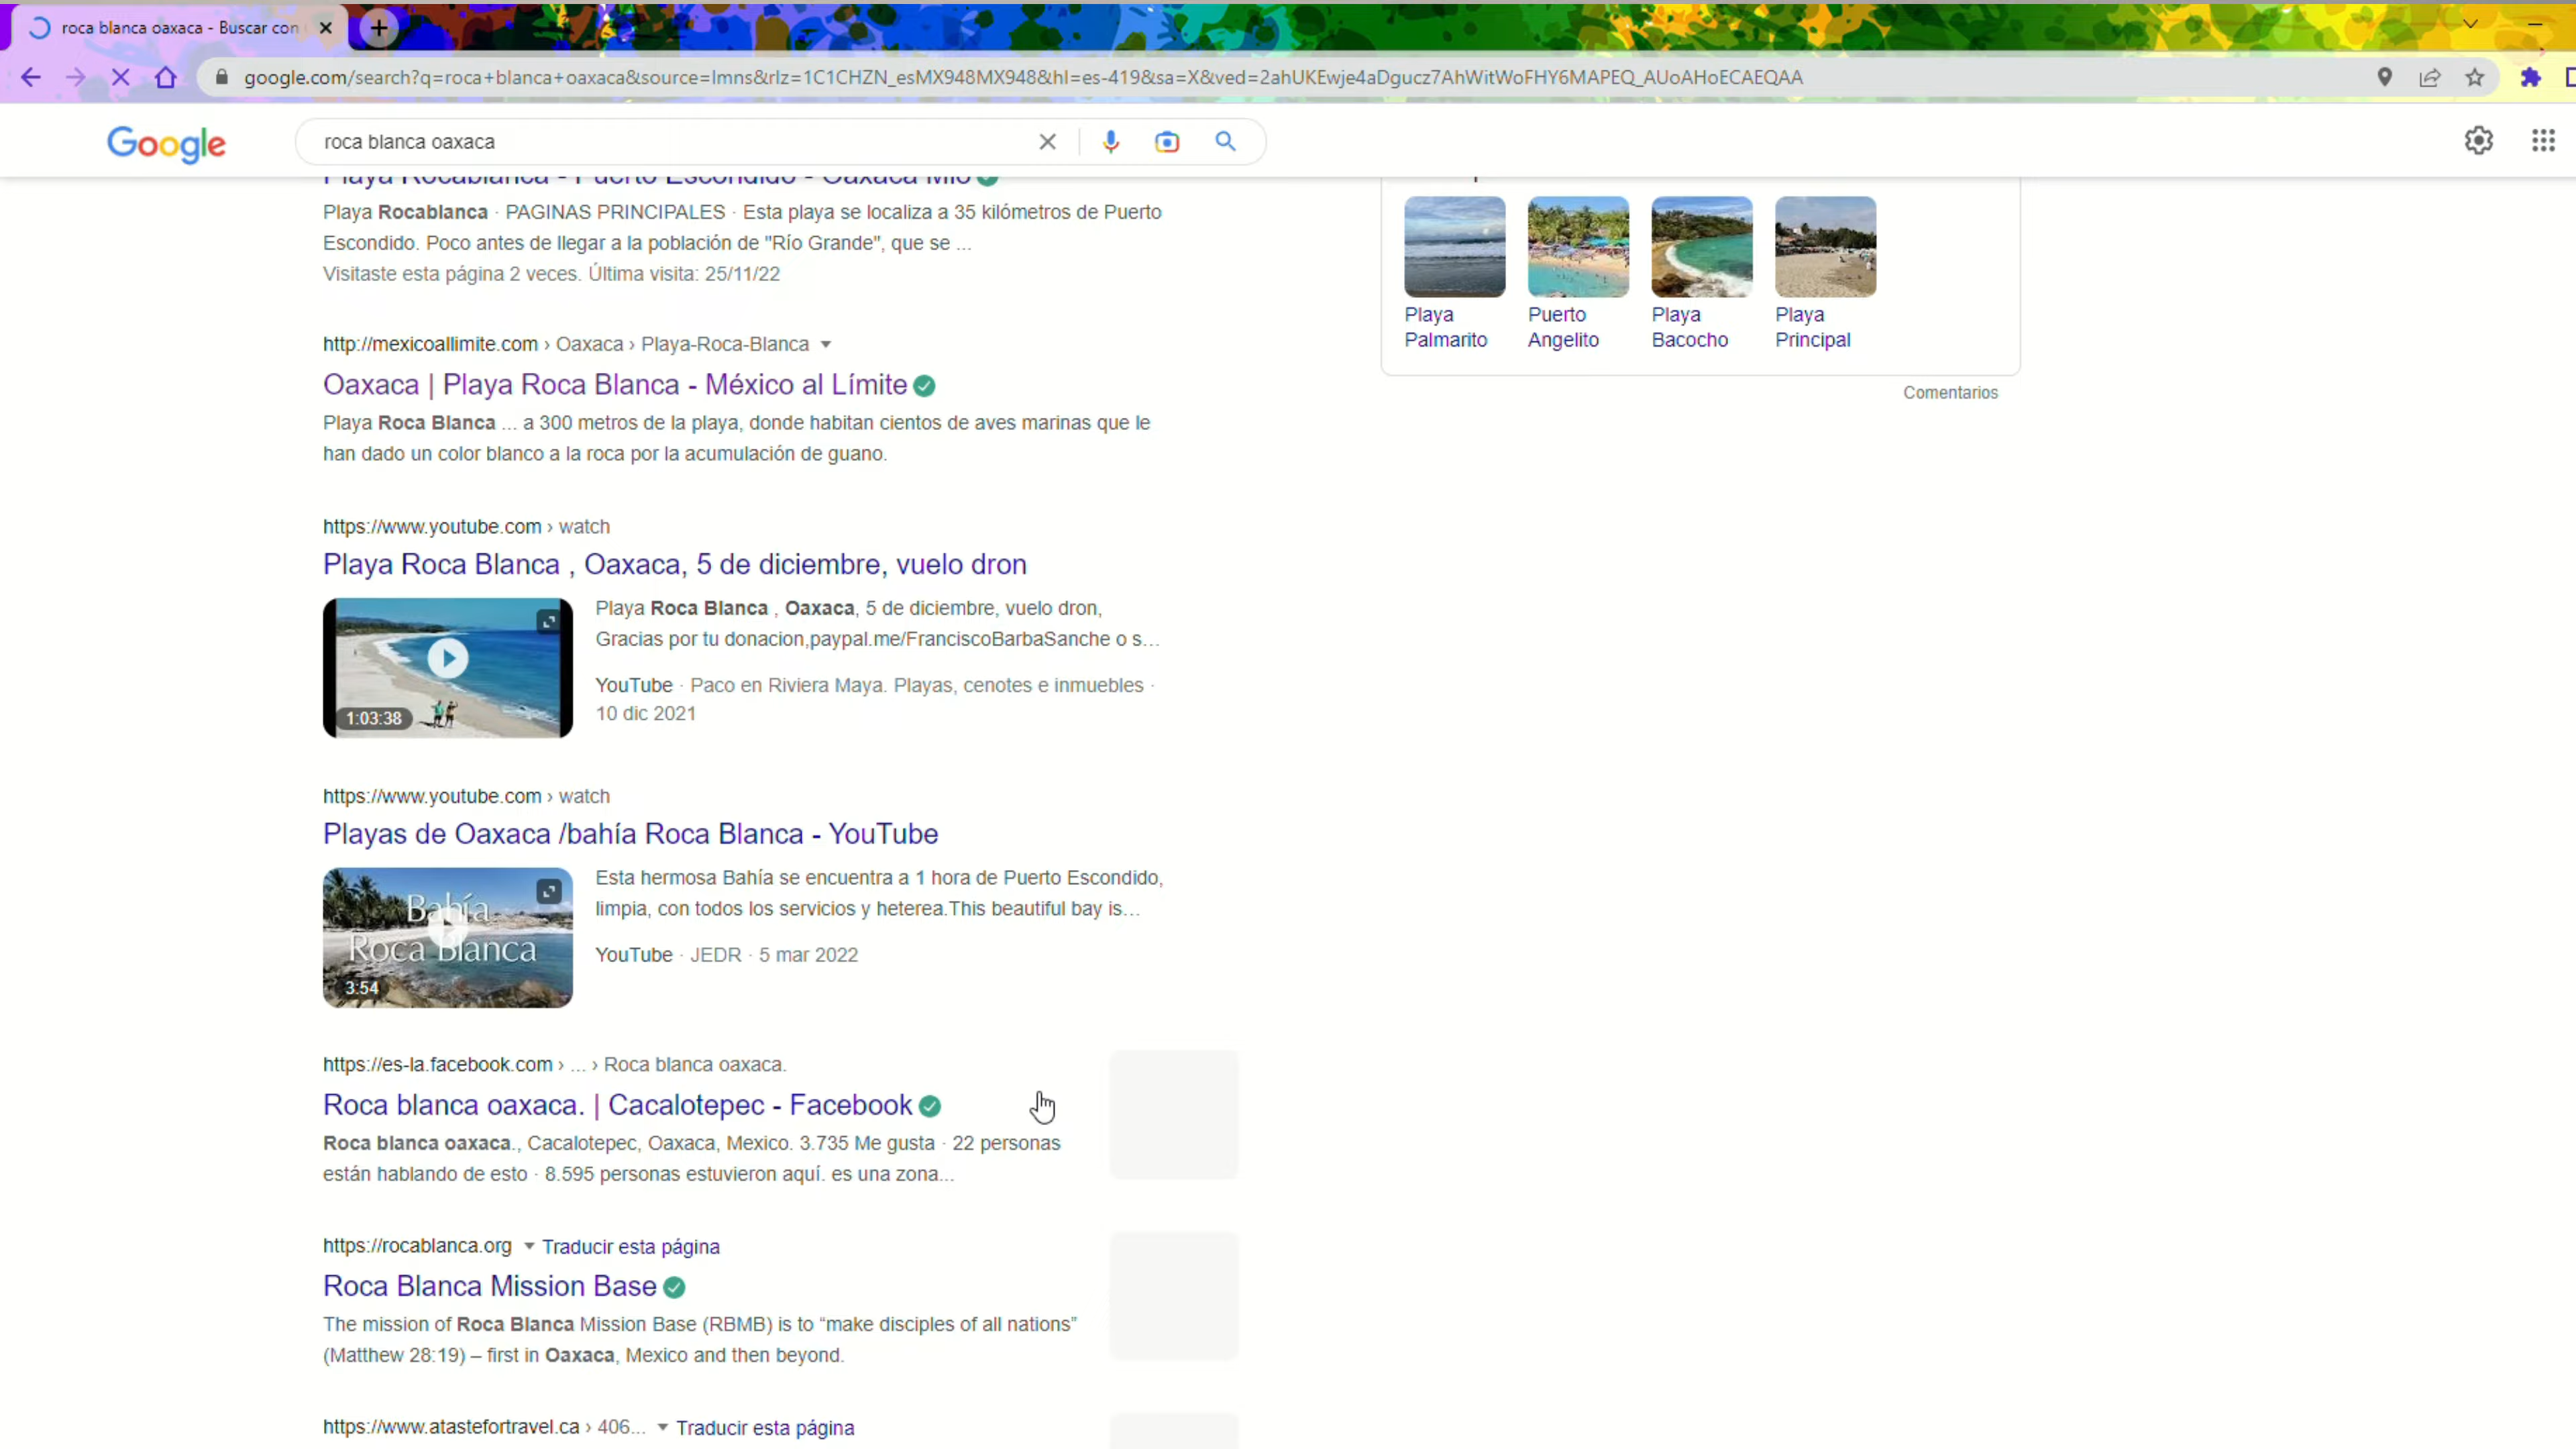 roca blanca oaxaca - Buscar con
google.com/search?q=roca+blanca+oaxaca&source=lmns&rlz=1C1CHZN_esMX948MX948&hl=es-419&sa=X&ved=2ahUKEwje4aDgucz7AhWitWoFHY6MAPEQ_AUoAHoECAEQAA
Google
roca blanca oaxaca
Playa Rocablanca - Puerto Escondido - Oaxaca Mio
Playa Rocablanca · PAGINAS PRINCIPALES · Esta playa se localiza a 35 kilómetros de Puerto
Escondido. Poco antes de llegar a la población de "Río Grande", que se ...
Visitaste esta página 2 veces. Última visita: 25/11/22
http://mexicoallimite.com › Oaxaca › Playa-Roca-Blanca
Oaxaca | Playa Roca Blanca - México al Límite
Playa Roca Blanca ... a 300 metros de la playa, donde habitan cientos de aves marinas que le
han dado un color blanco a la roca por la acumulación de guano.
https://www.youtube.com › watch
Playa Roca Blanca , Oaxaca, 5 de diciembre, vuelo dron
1:03:38
Playa Roca Blanca , Oaxaca, 5 de diciembre, vuelo dron,
Gracias por tu donacion,paypal.me/FranciscoBarbaSanche o s...
YouTube · Paco en Riviera Maya. Playas, cenotes e inmuebles ·
10 dic 2021
https://www.youtube.com › watch
Playas de Oaxaca /bahía Roca Blanca - YouTube
Bahía
Roca Blanca
3:54
Esta hermosa Bahía se encuentra a 1 hora de Puerto Escondido,
limpia, con todos los servicios y heterea.This beautiful bay is...
YouTube · JEDR · 5 mar 2022
https://es-la.facebook.com › ... › Roca blanca oaxaca.
Roca blanca oaxaca. | Cacalotepec - Facebook
Roca blanca oaxaca., Cacalotepec, Oaxaca, Mexico. 3.735 Me gusta · 22 personas
están hablando de esto · 8.595 personas estuvieron aquí. es una zona...
https://rocablanca.org Traducir esta página
Roca Blanca Mission Base
The mission of Roca Blanca Mission Base (RBMB) is to “make disciples of all nations”
(Matthew 28:19) – first in Oaxaca, Mexico and then beyond.
https://www.atastefortravel.ca › 406... Traducir esta página
Playa
Palmarito
Puerto
Angelito
Playa
Bacocho
Playa
Principal
Comentarios